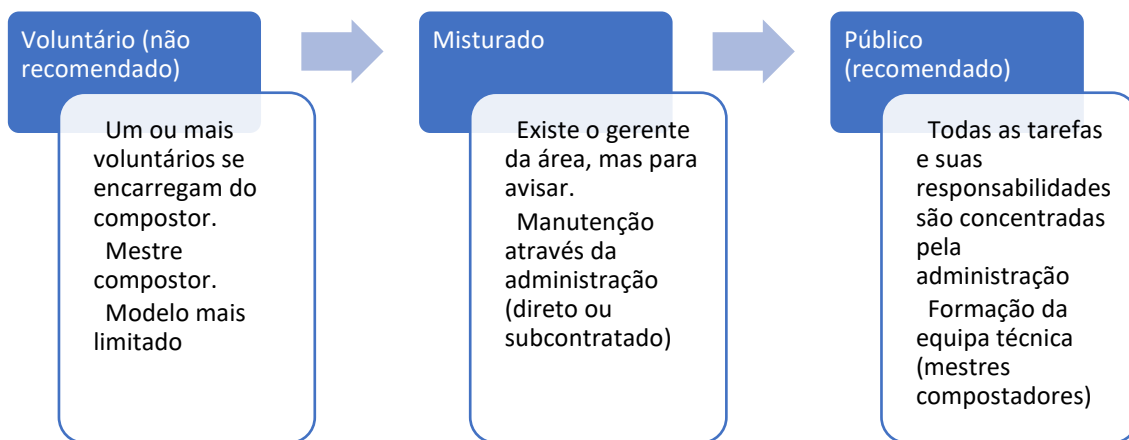 Voluntário (não
recomendado)
Um ou mais
voluntários se
encarregam do
compostor.
Mestre
compostor.
Modelo mais
limitado
Misturado
Existe o gerente
da área, mas para
avisar.
Manutenção
através da
administração
(direto ou
subcontratado)
Público
(recomendado)
Todas as tarefas
e suas
responsabilidades
são concentradas
pela
administração
Formação da
equipa técnica
(mestres
compostadores)